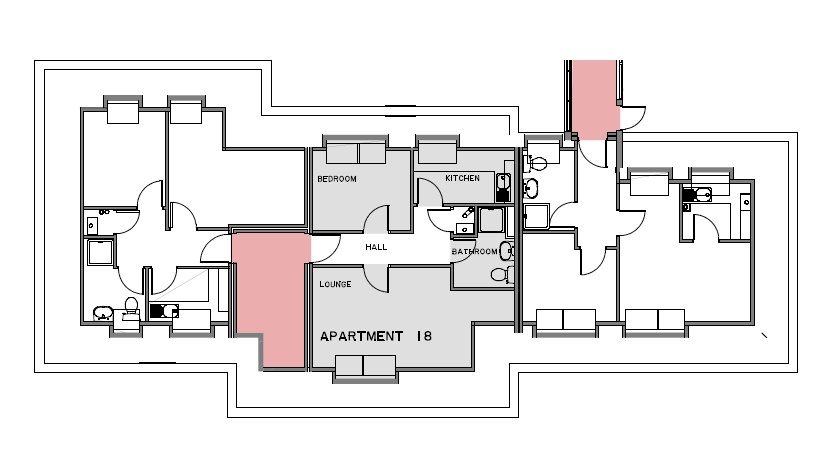 BEDROOM
KITCHEN
HALL
BATHROOM
LOUNGE
APARTMENT 18